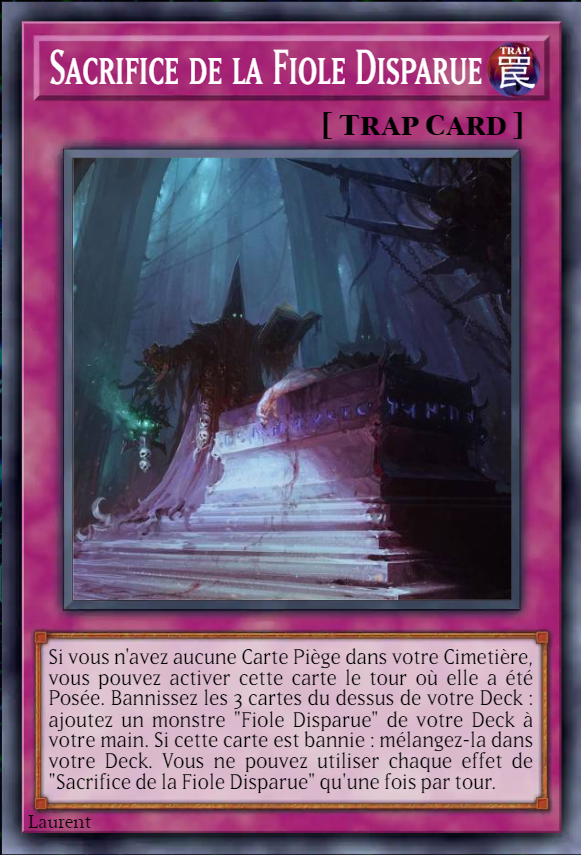 Sacrifice de la Fiole Disparue
TRAP
罠
[ Trap Card ]
Si vous n'avez aucune Carte Piège dans votre Cimetière,
vous pouvez activer cette carte le tour où elle a été
Posée. Bannissez les 3 cartes du dessus de votre Deck :
ajoutez un monstre "Fiole Disparue" de votre Deck à
votre main. Si cette carte est bannie : mélangez-la dans
votre Deck. Vous ne pouvez utiliser chaque effet de
"Sacrifice de la Fiole Disparue" qu'une fois par tour.
Laurent